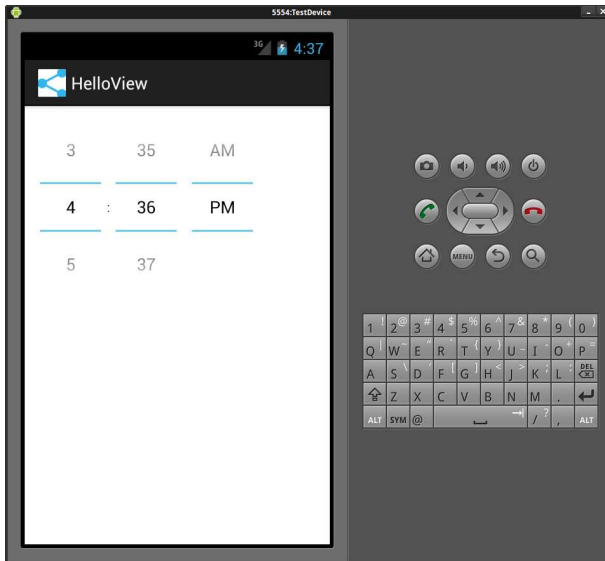 5554:TestDevice
3G 4:37
HelloView
3 35 AM
4 : 36 PM
5 37
MENU
1 ! 2 @ 3 # 4 $ 5 % 6 ^ 7 & 8 * 9 ( 0 )
Q | W ~ E " R ` T { Y } U _ I - O + P =
A S \ D ' F [ G ] H < J > K ; L : DEL
Z X C V B N M .
ALT SYM @ / ? , ALT